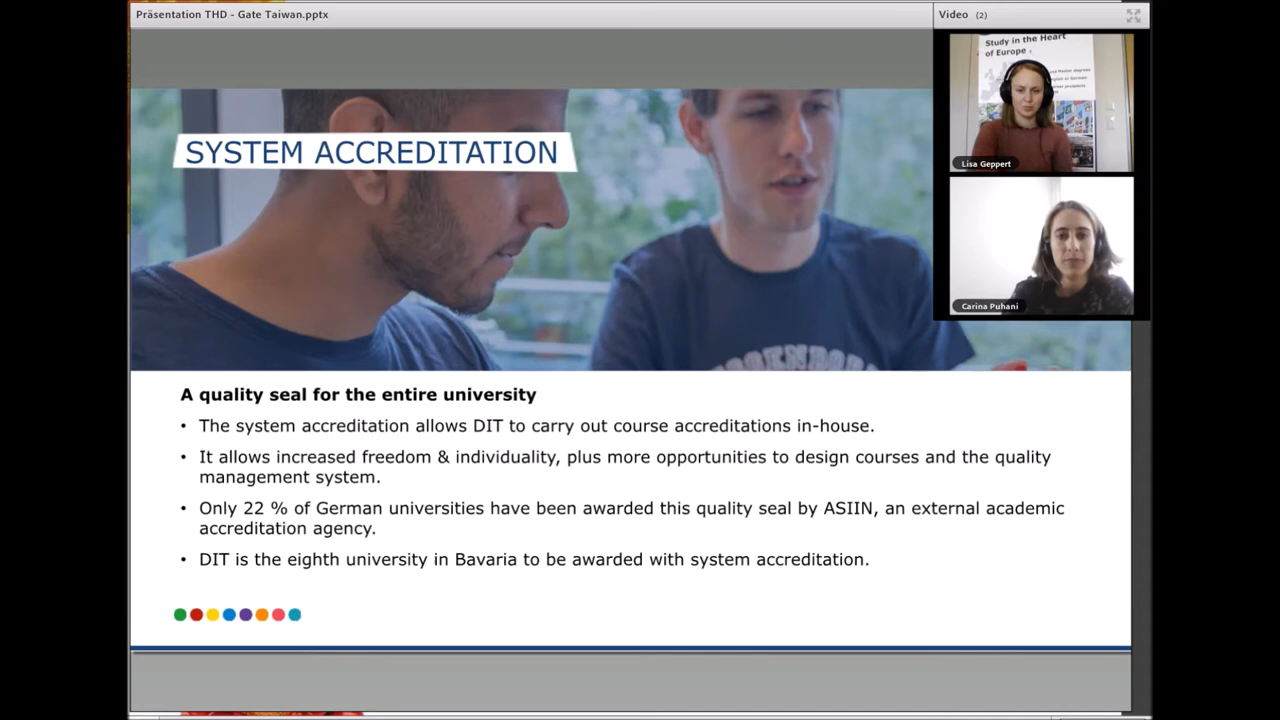 Präsentation THD - Gate Taiwan.pptx
Video (2)
Study in the Heart
of Europe .
Lisa Geppert
Carina Puhani
SYSTEM ACCREDITATION
A quality seal for the entire university
• The system accreditation allows DIT to carry out course accreditations in-house.
• It allows increased freedom & individuality, plus more opportunities to design courses and the quality
management system.
• Only 22 % of German universities have been awarded this quality seal by ASIIN, an external academic
accreditation agency.
• DIT is the eighth university in Bavaria to be awarded with system accreditation.